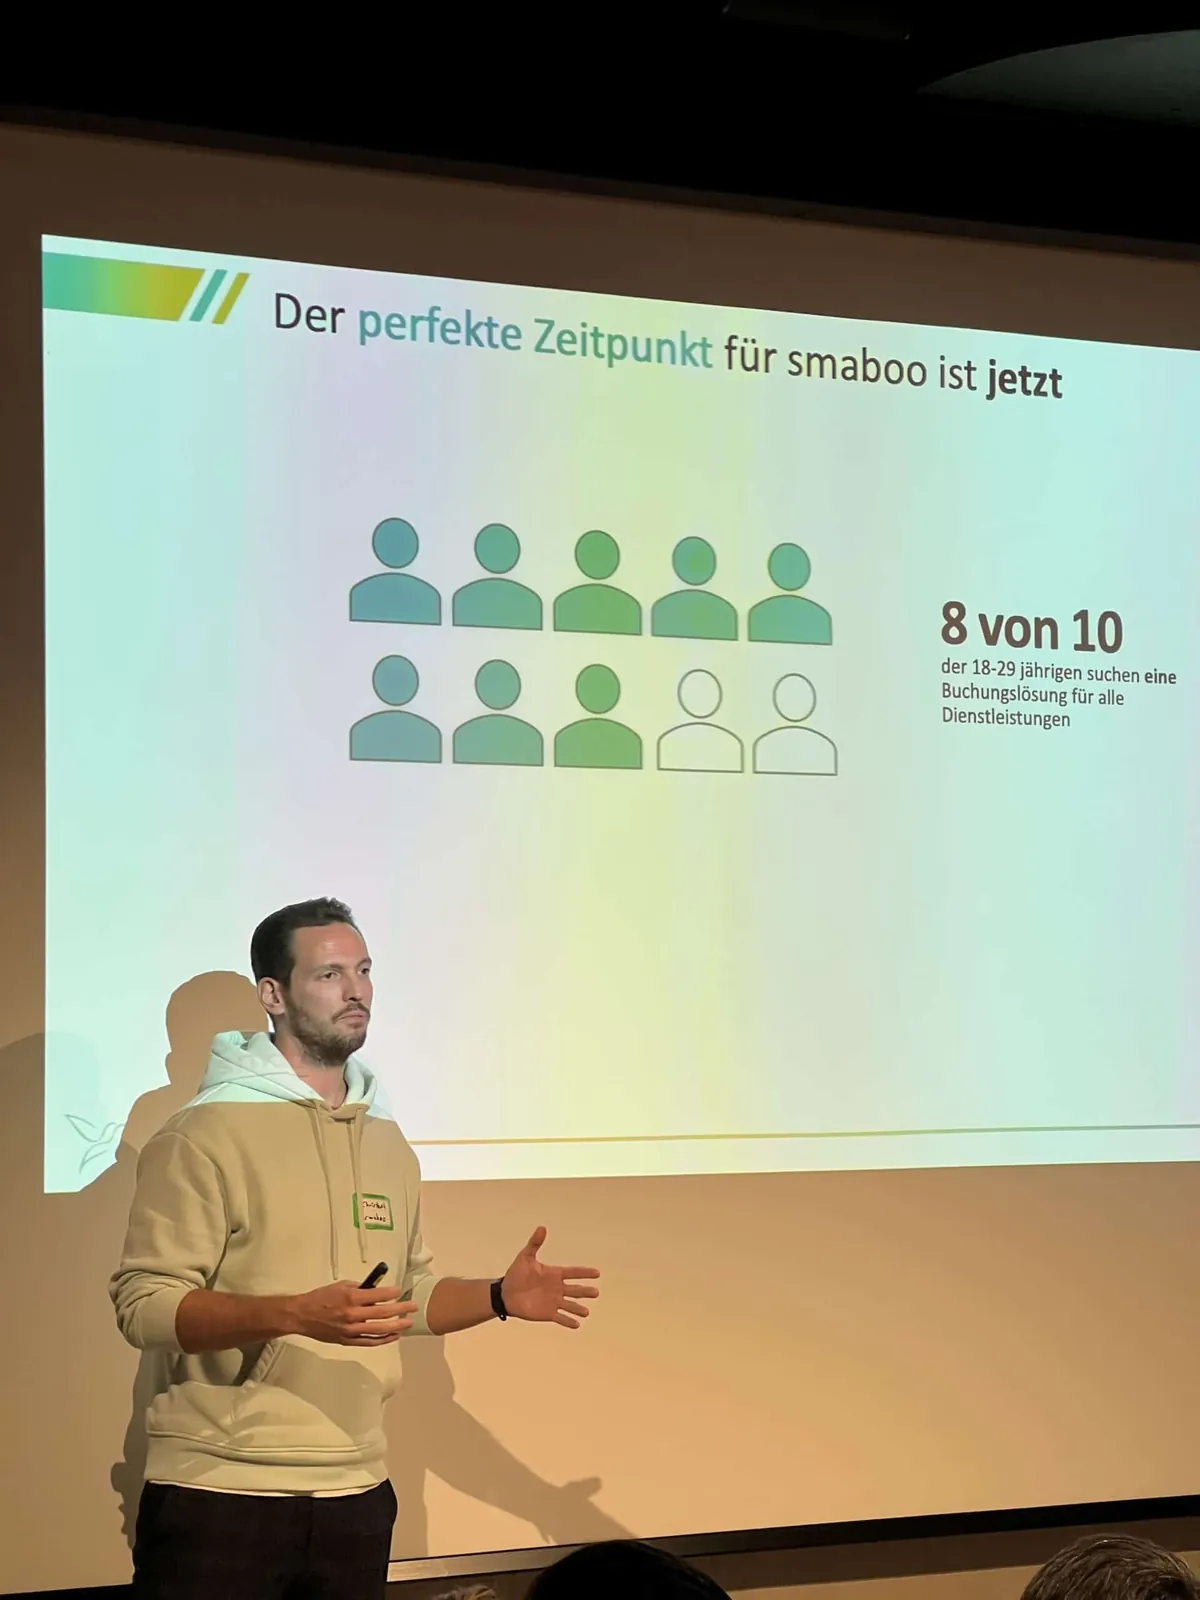 Der perfekte Zeitpunkt für smaboo ist jetzt
8 von 10
der 18-29 jährigen suchen eine
Buchungslösung für alle
Dienstleistungen
smaboo